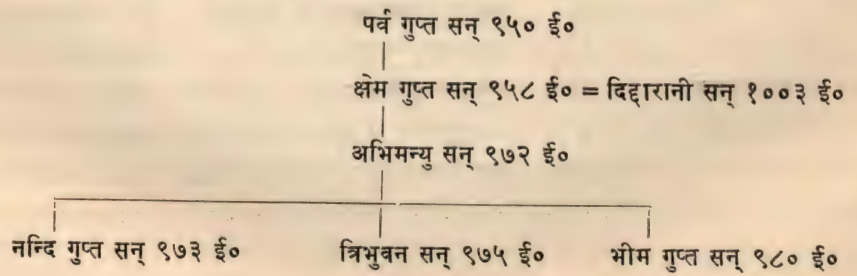 पर्व गुप्त सन् ९५० ई०
क्षेम गुप्त सन् ९५८ ई० = दिद्दारानी सन् १००३ ई०
अभिमन्यु सन् ९७२ ई०
नन्दि गुप्त सन् ९७३ ई० त्रिभुवन सन् ९७५ ई० भीम गुप्त सन् ९८० ई०